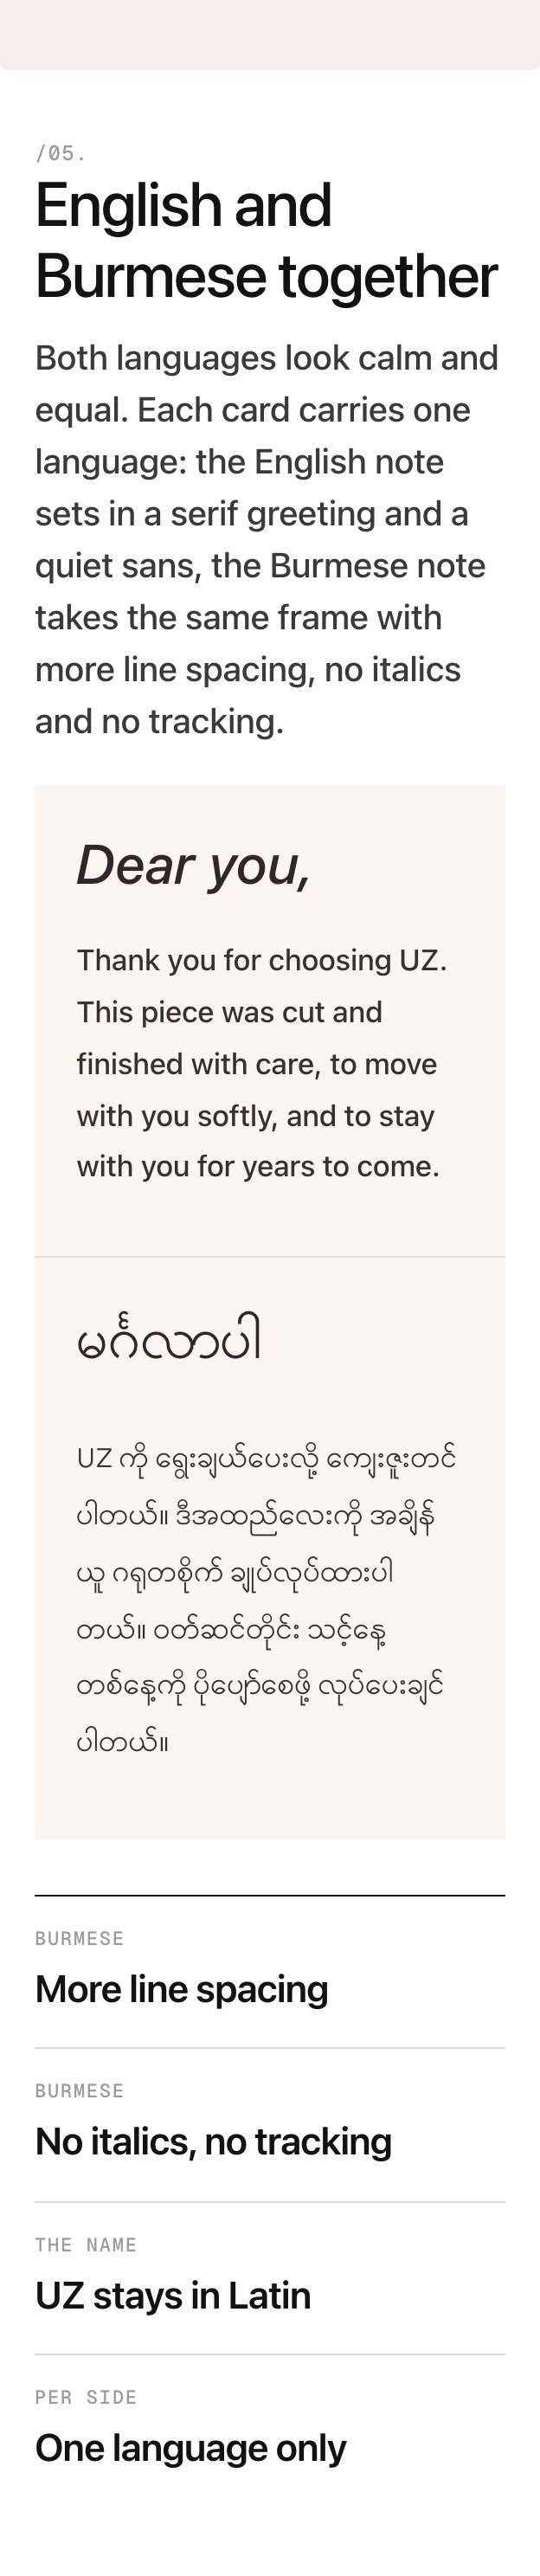 /05.
English and
Burmese together
Both languages look calm and
equal. Each card carries one
language: the English note
sets in a serif greeting and a
quiet sans, the Burmese note
takes the same frame with
more line spacing, no italics
and no tracking.
Dear you,
Thank you for choosing UZ.
This piece was cut and
finished with care, to move
with you softly, and to stay
with you for years to come.
မင်္ဂလာပါ
UZ ကို ရွေးချယ်ပေးလို့ ကျေးဇူးတင်
ပါတယ်။ ဒီအထည်လေးကို အချိန်
ယူ ဂရုတစိုက် ချုပ်လုပ်ထားပါ
တယ်။ ဝတ်ဆင်တိုင်း သင့်နေ့
တစ်နေ့ကို ပိုပျော်စေဖို့ လုပ်ပေးချင်
ပါတယ်။
BURMESE
More line spacing
BURMESE
No italics, no tracking
THE NAME
UZ stays in Latin
PER SIDE
One language only